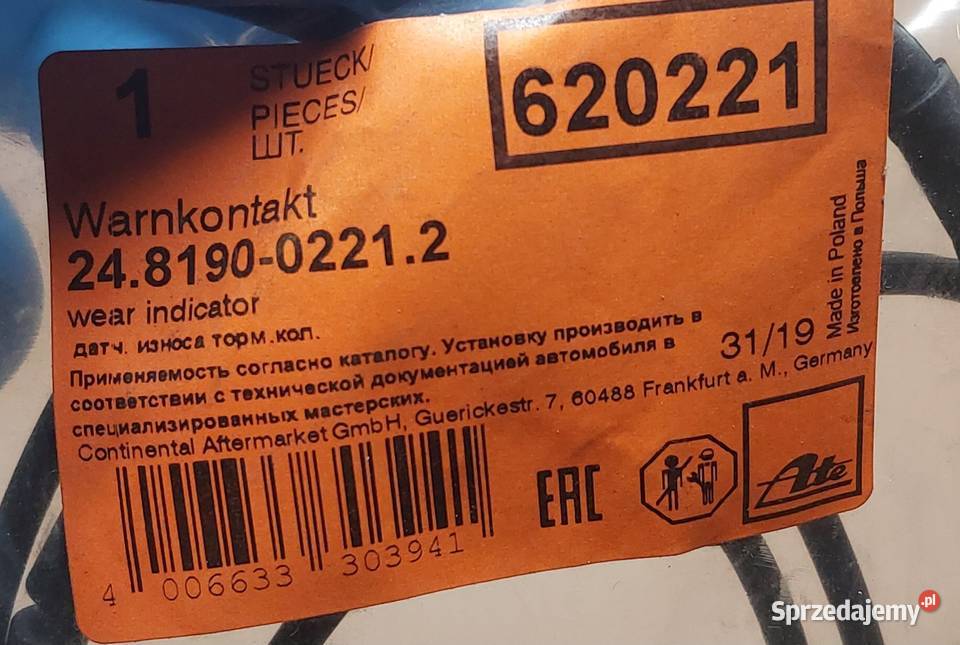 1
STUECK/
PIECES/
ШТ.
620221
Warnkontakt
24.8190-0221.2
wear indicator
датч. износа торм.кол.
Применяемость согласно каталогу. Установку производить в
соответствии с технической документацией автомобиля в
специализированных мастерских.
31/19
Made in Poland
Изготовлено в Польша
Continental Aftermarket GmbH, Guerickestr. 7, 60488 Frankfurt a. M., Germany
EAC
Ate
4 006633 303941
Sprzedajemy.pl